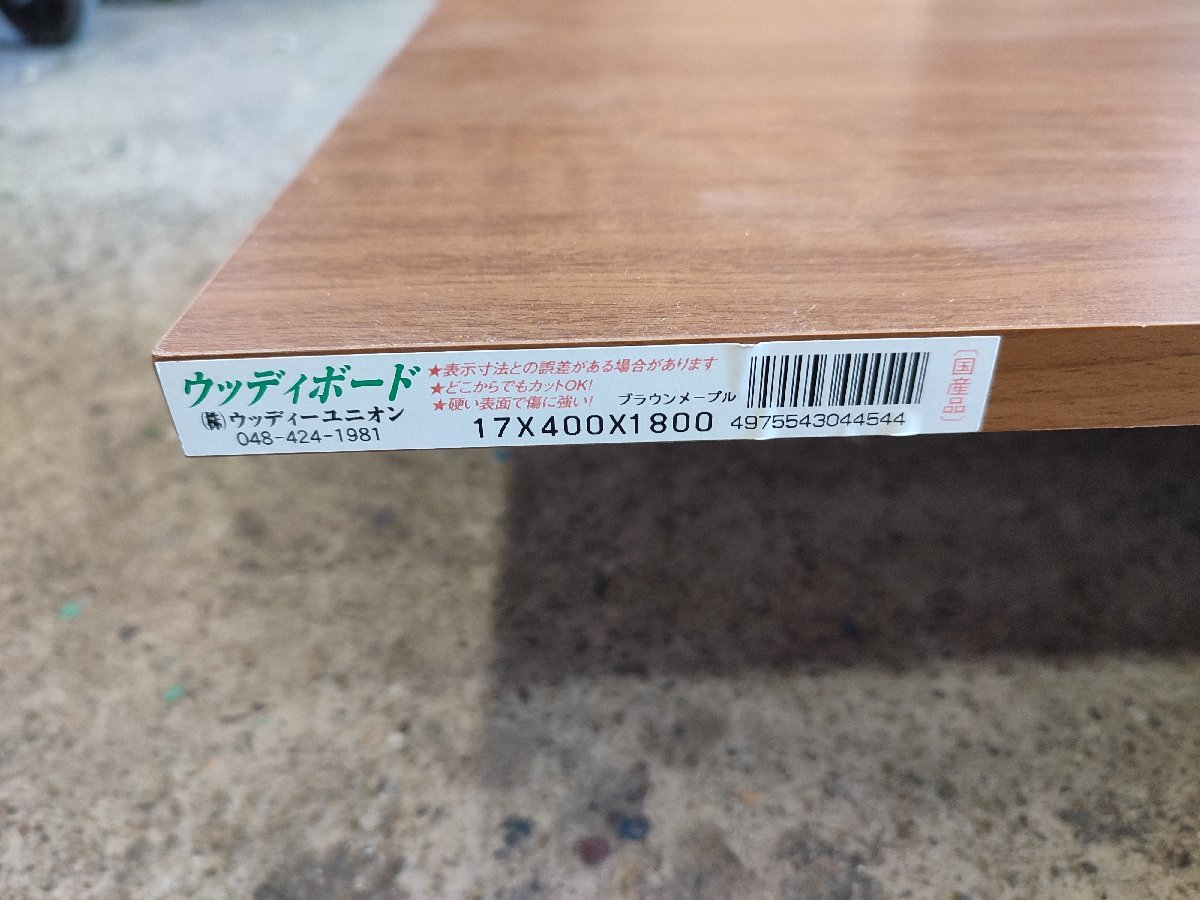 ウッディボード
㈱ウッディーユニオン
048-424-1981
★表示寸法との誤差がある場合があります
★どこからでもカットOK!
★硬い表面で傷に強い!
ブラウンメープル
17X400X1800
4975543044544
〔国産品〕